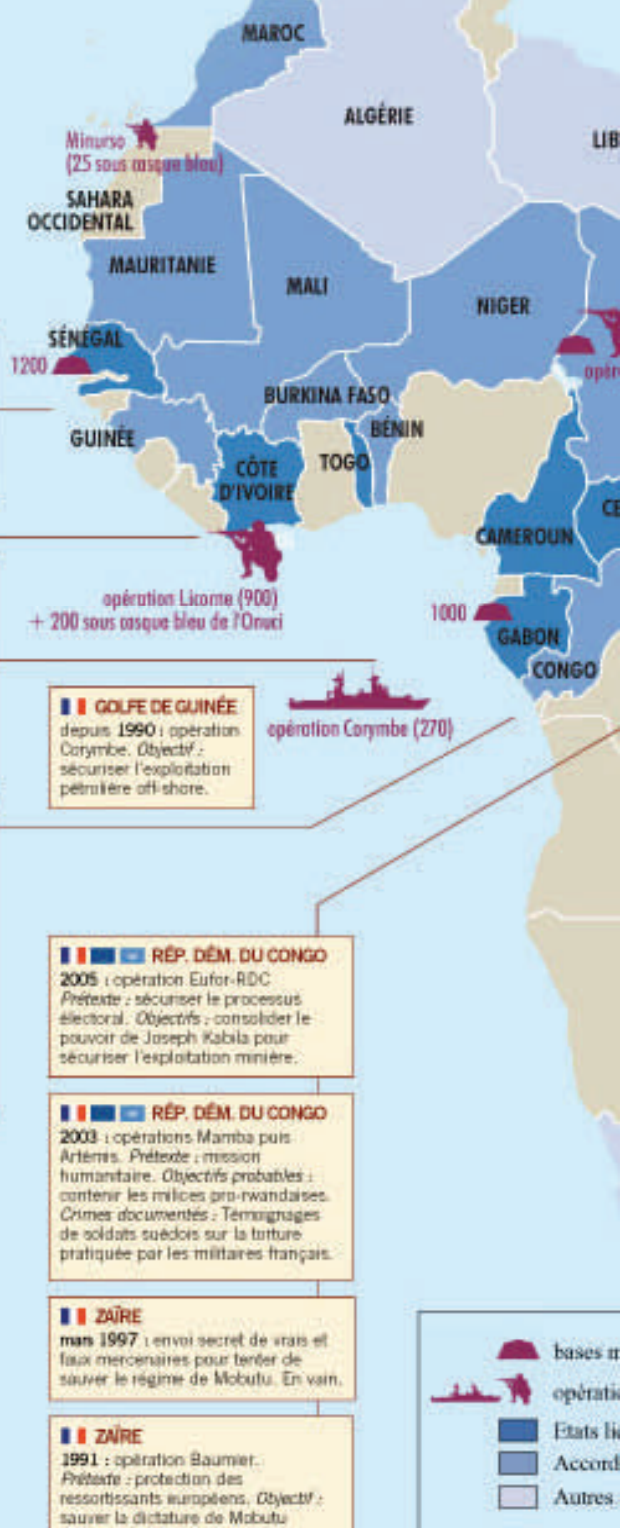 MAROC
ALGÉRIE
LIB
Minurso
(25 sous casque bleu)
SAHARA
OCCIDENTAL
MAURITANIE
MALI
NIGER
SÉNÉGAL
1200
opér
BURKINA FASO
GUINÉE
BÉNIN
CÔTE
D'IVOIRE
TOGO
CE
CAMEROUN
opération Licorne (900)
+ 200 sous casque bleu de l'Onuci
1000
GABON
CONGO
GOLFE DE GUINÉE
depuis 1990 : opération
Corymbe. Objectif :
sécuriser l'exploitation
pétrolière off-shore.
opération Corymbe (270)
RÉP. DÉM. DU CONGO
2005 : opération Eufor-RDC
Prétexte : sécuriser le processus
électoral. Objectifs : consolider le
pouvoir de Joseph Kabila pour
sécuriser l'exploitation minière.
RÉP. DÉM. DU CONGO
2003 : opérations Mamba puis
Artémis. Prétexte : mission
humanitaire. Objectifs probables :
contenir les milices pro-rwandaises.
Crimes documentés : Témoignages
de soldats suédois sur la torture
pratiquée par les militaires français.
ZAÏRE
mars 1997 : envoi secret de vrais et
faux mercenaires pour tenter de
sauver le régime de Mobutu. En vain.
ZAÏRE
1991 : opération Baumier.
Prétexte : protection des
ressortissants européens. Objectif :
sauver la dictature de Mobutu
bases m
opératio
Etats lié
Accord
Autres